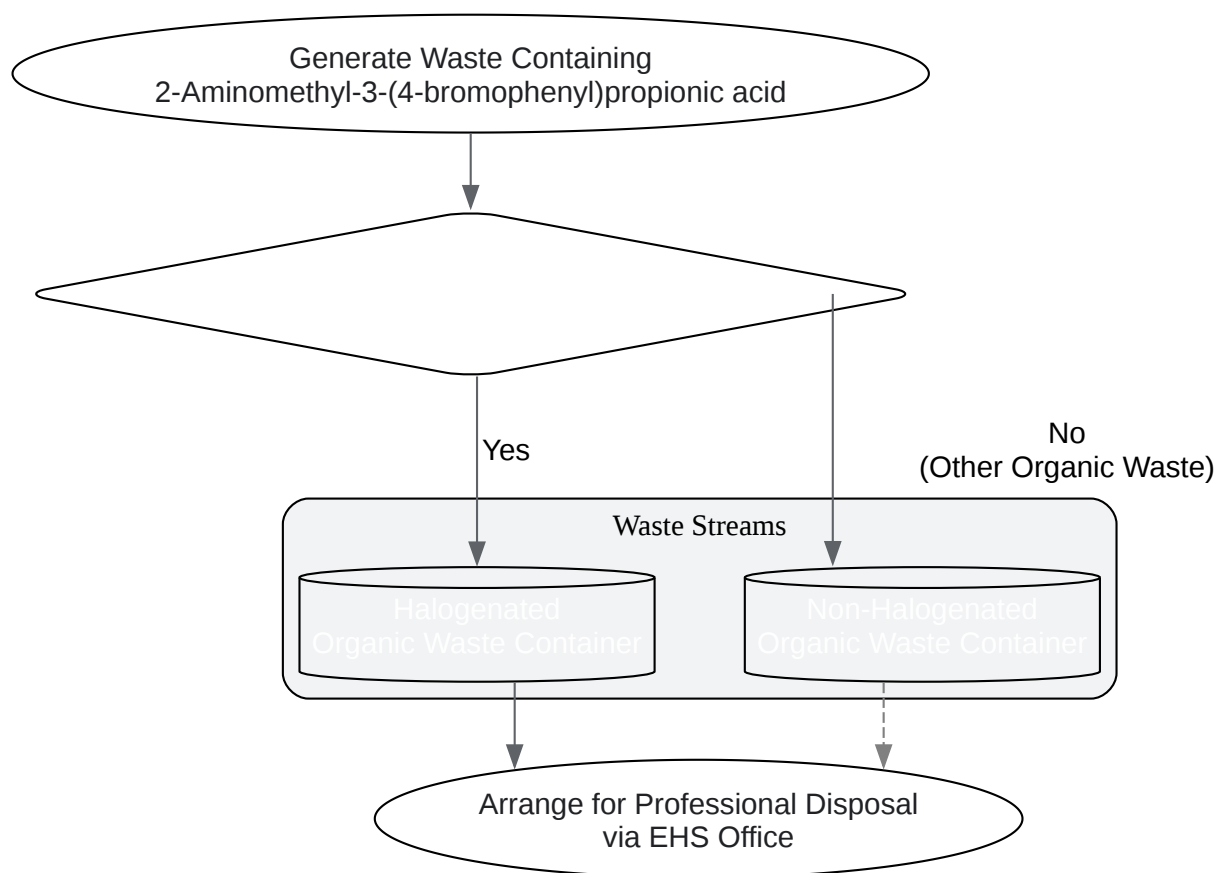 Generate Waste Containing
2-Aminomethyl-3-(4-bromophenyl)propionic acid
Yes
No
(Other Organic Waste)
Waste Streams
Halogenated
Organic Waste Container
Non-Halogenated
Organic Waste Container
Arrange for Professional Disposal
via EHS Office